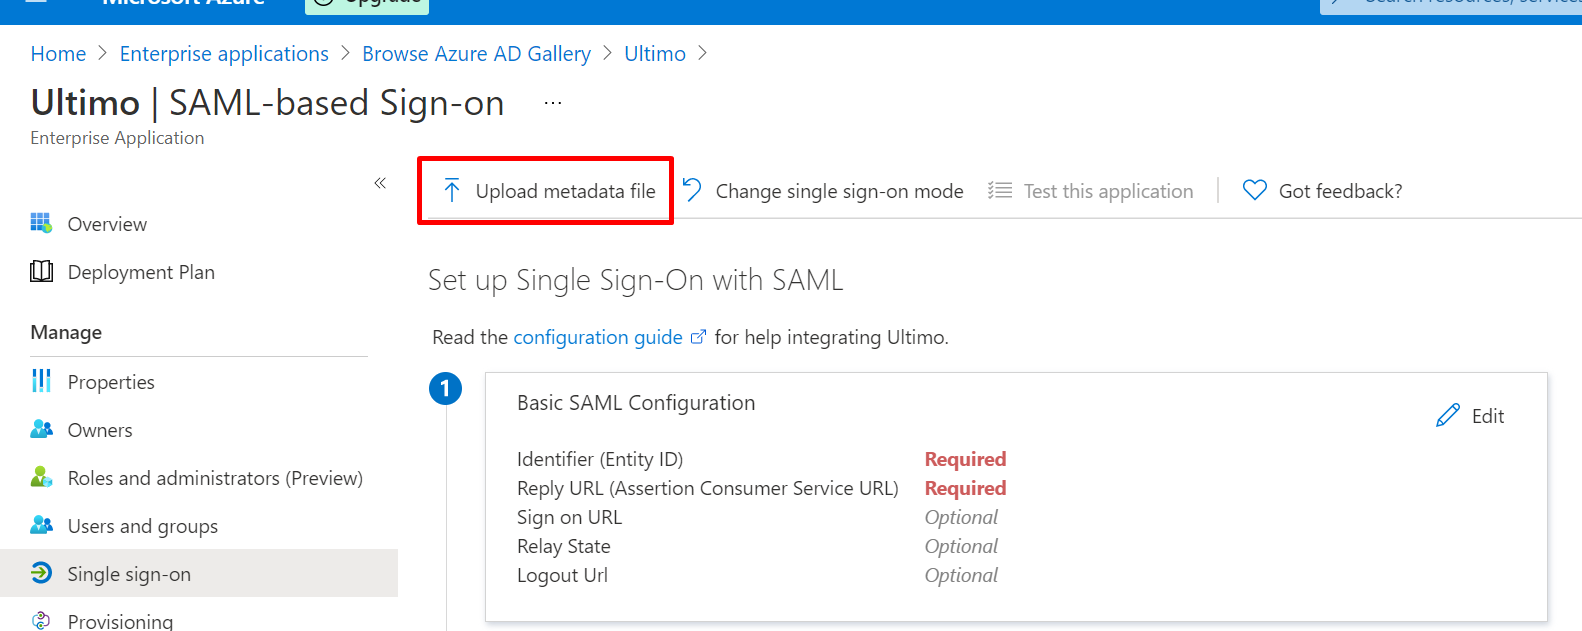 Microsoft Azure
Upgrade
Search resources, services
Home > Enterprise applications > Browse Azure AD Gallery > Ultimo >
Ultimo | SAML-based Sign-on ...
Enterprise Application
«
Upload metadata file
Change single sign-on mode
Test this application
Got feedback?
Overview
Deployment Plan
Manage
Properties
Owners
Roles and administrators (Preview)
Users and groups
Single sign-on
Provisioning
Set up Single Sign-On with SAML
Read the configuration guide for help integrating Ultimo.
1
Basic SAML Configuration
Edit
Identifier (Entity ID) Required
Reply URL (Assertion Consumer Service URL) Required
Sign on URL Optional
Relay State Optional
Logout Url Optional